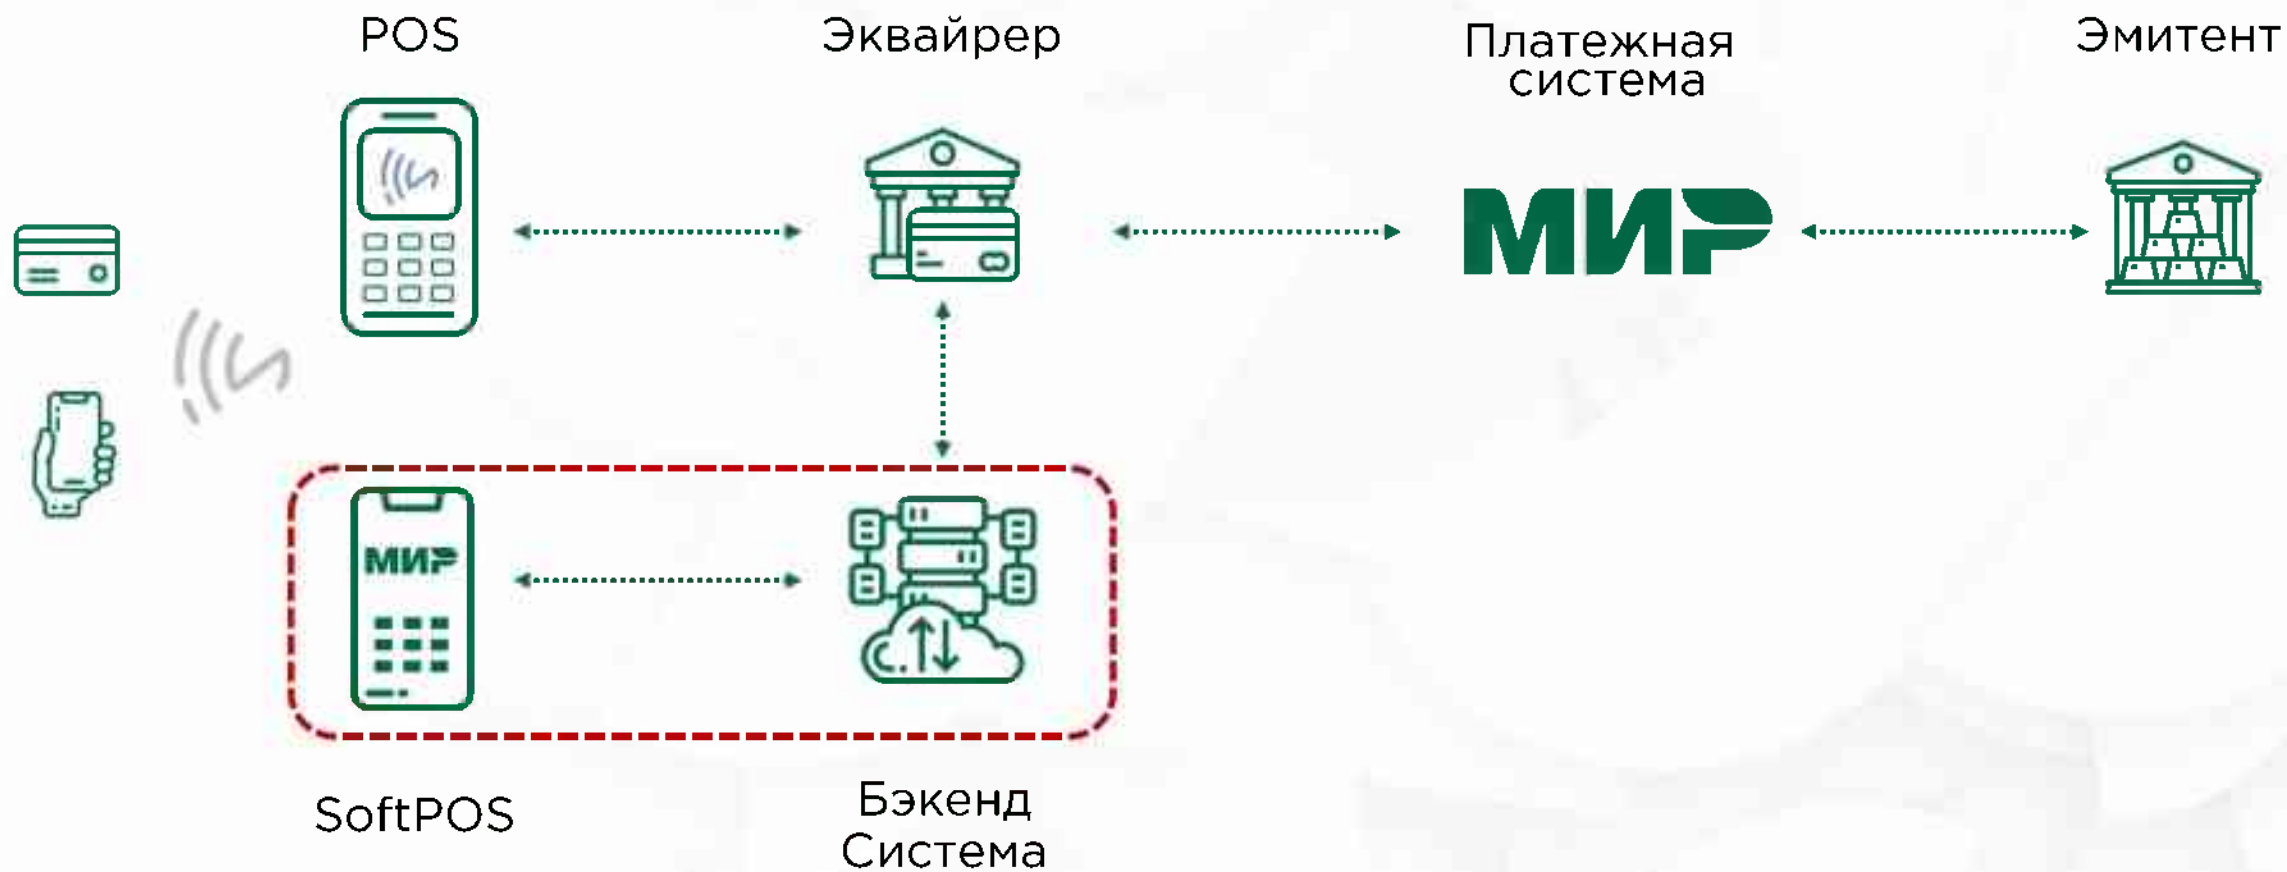 POS
Эквайрер
Платежная
система
Эмитент
МИР
МИР
SoftPOS
Бэкенд
Система